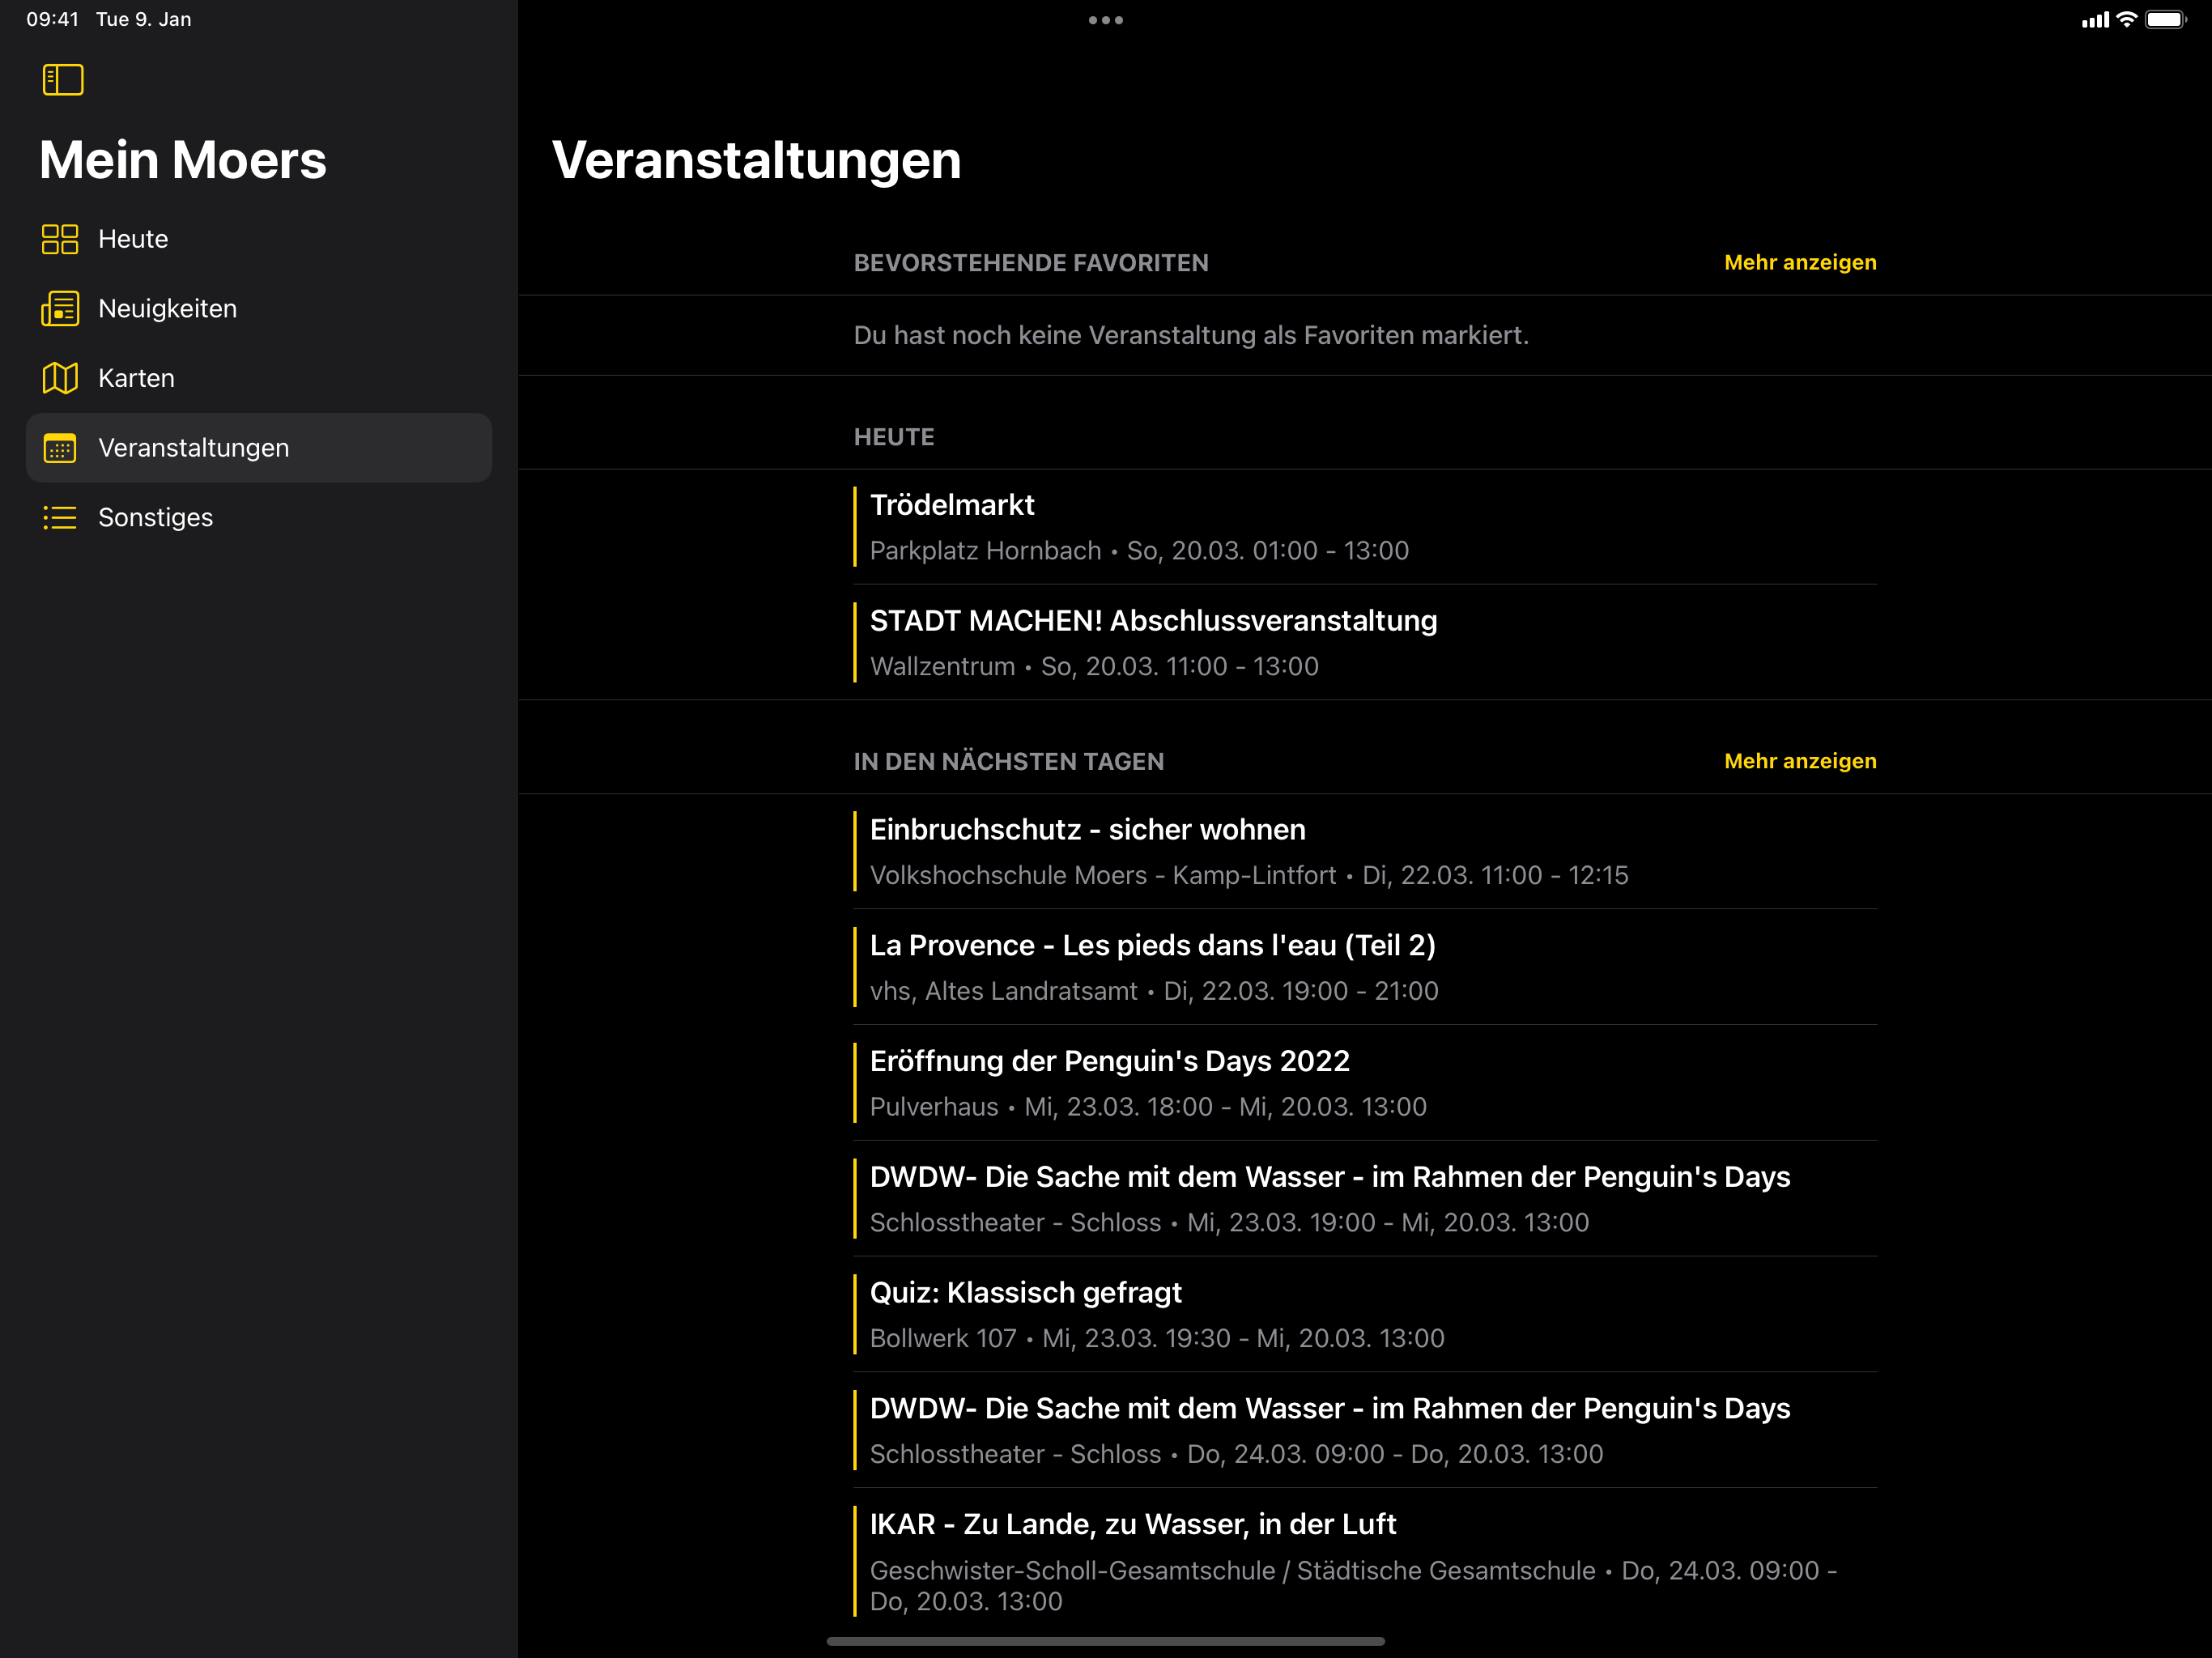 09:41 Tue 9. Jan
Mein Moers
Heute
Neuigkeiten
Karten
Veranstaltungen
Sonstiges
Veranstaltungen
BEVORSTEHENDE FAVORITEN Mehr anzeigen
Du hast noch keine Veranstaltung als Favoriten markiert.
HEUTE
Trödelmarkt
Parkplatz Hornbach • So, 20.03. 01:00 - 13:00
STADT MACHEN! Abschlussveranstaltung
Wallzentrum • So, 20.03. 11:00 - 13:00
IN DEN NÄCHSTEN TAGEN Mehr anzeigen
Einbruchschutz - sicher wohnen
Volkshochschule Moers - Kamp-Lintfort • Di, 22.03. 11:00 - 12:15
La Provence - Les pieds dans l'eau (Teil 2)
vhs, Altes Landratsamt • Di, 22.03. 19:00 - 21:00
Eröffnung der Penguin's Days 2022
Pulverhaus • Mi, 23.03. 18:00 - Mi, 20.03. 13:00
DWDW- Die Sache mit dem Wasser - im Rahmen der Penguin's Days
Schlosstheater - Schloss • Mi, 23.03. 19:00 - Mi, 20.03. 13:00
Quiz: Klassisch gefragt
Bollwerk 107 • Mi, 23.03. 19:30 - Mi, 20.03. 13:00
DWDW- Die Sache mit dem Wasser - im Rahmen der Penguin's Days
Schlosstheater - Schloss • Do, 24.03. 09:00 - Do, 20.03. 13:00
IKAR - Zu Lande, zu Wasser, in der Luft
Geschwister-Scholl-Gesamtschule / Städtische Gesamtschule • Do, 24.03. 09:00 -
Do, 20.03. 13:00